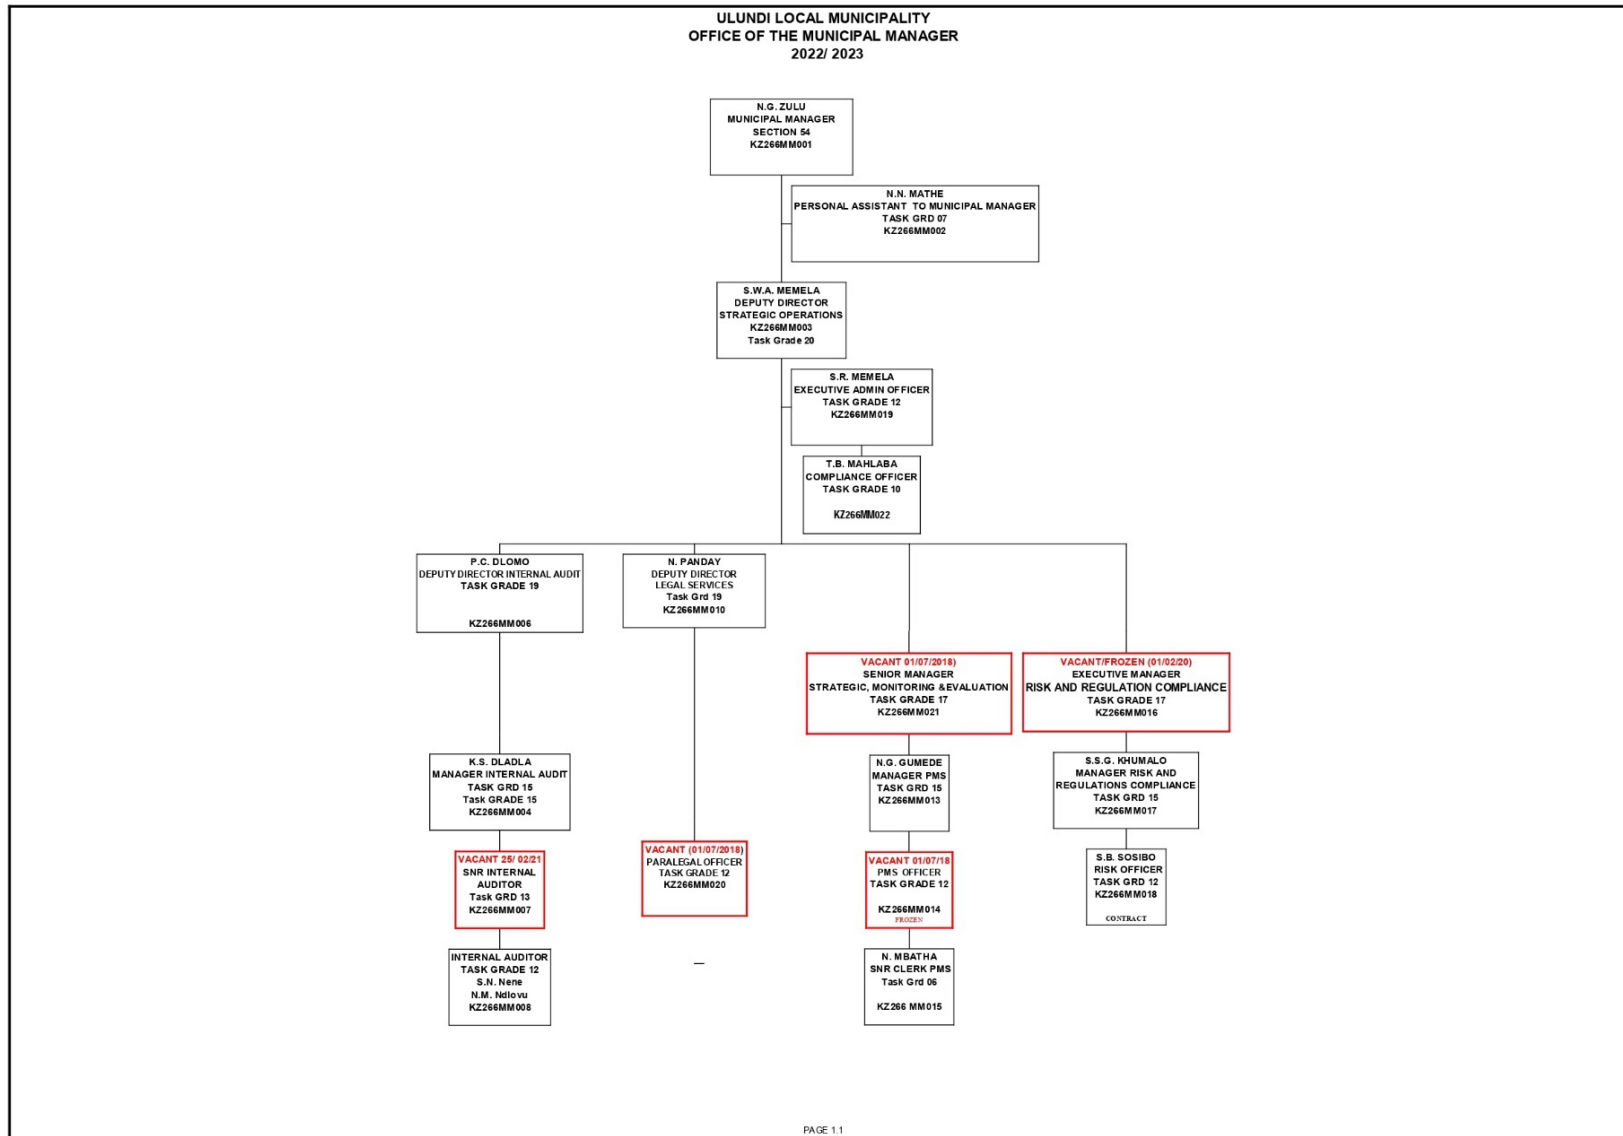 ULUNDI LOCAL MUNICIPALITY
OFFICE OF THE MUNICIPAL MANAGER
2022/ 2023
N.G. ZULU
MUNICIPAL MANAGER
SECTION 54
KZ266MM001
N.N. MATHE
PERSONAL ASSISTANT TO MUNICIPAL MANAGER
TASK GRD 07
KZ266MM002
S.W.A. MEMELA
DEPUTY DIRECTOR
STRATEGIC OPERATIONS
KZ266MM003
Task Grade 20
S.R. MEMELA
EXECUTIVE ADMIN OFFICER
TASK GRADE 12
KZ266MM019
T.B. MAHLABA
COMPLIANCE OFFICER
TASK GRADE 10
KZ266MM022
P.C. DLOMO
DEPUTY DIRECTOR INTERNAL AUDIT
TASK GRADE 19
KZ266MM006
N. PANDAY
DEPUTY DIRECTOR
LEGAL SERVICES
Task Grd 19
KZ266MM010
VACANT 01/07/2018)
SENIOR MANAGER
STRATEGIC, MONITORING &EVALUATION
TASK GRADE 17
KZ266MM021
VACANT/FROZEN (01/02/20)
EXECUTIVE MANAGER
RISK AND REGULATION COMPLIANCE
TASK GRADE 17
KZ266MM016
K.S. DLADLA
MANAGER INTERNAL AUDIT
TASK GRD 15
Task GRADE 15
KZ266MM004
N.G. GUMEDE
MANAGER PMS
TASK GRD 15
KZ266MM013
S.S.G. KHUMALO
MANAGER RISK AND
REGULATIONS COMPLIANCE
TASK GRD 15
KZ266MM017
VACANT 25/ 02/21
SNR INTERNAL
AUDITOR
Task GRD 13
KZ266MM007
VACANT (01/07/2018)
PARALEGAL OFFICER
TASK GRADE 12
KZ266MM020
VACANT 01/07/18
PMS OFFICER
TASK GRADE 12
KZ266MM014
FROZEN
S.B. SOSIBO
RISK OFFICER
TASK GRD 12
KZ266MM018
CONTRACT
INTERNAL AUDITOR
TASK GRADE 12
S.N. Nene
N.M. Ndlovu
KZ266MM008
N. MBATHA
SNR CLERK PMS
Task Grd 06
KZ266 MM015
PAGE 1.1